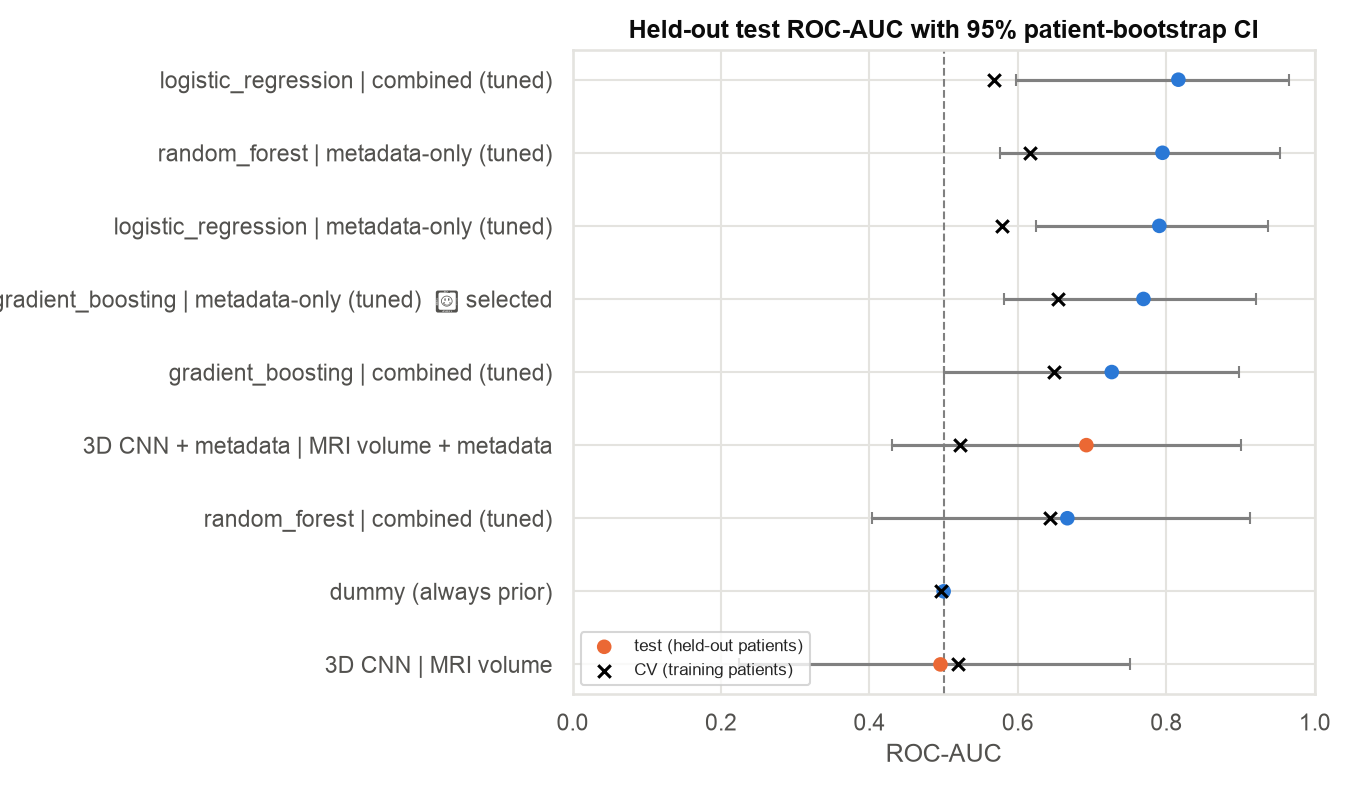 Held-out test ROC-AUC with 95% patient-bootstrap CI
logistic_regression | combined (tuned)
random_forest | metadata-only (tuned)
logistic_regression | metadata-only (tuned)
gradient_boosting | metadata-only (tuned) selected
gradient_boosting | combined (tuned)
3D CNN + metadata | MRI volume + metadata
random_forest | combined (tuned)
dummy (always prior)
3D CNN | MRI volume
test (held-out patients)
CV (training patients)
0.0 0.2 0.4 0.6 0.8 1.0
ROC-AUC